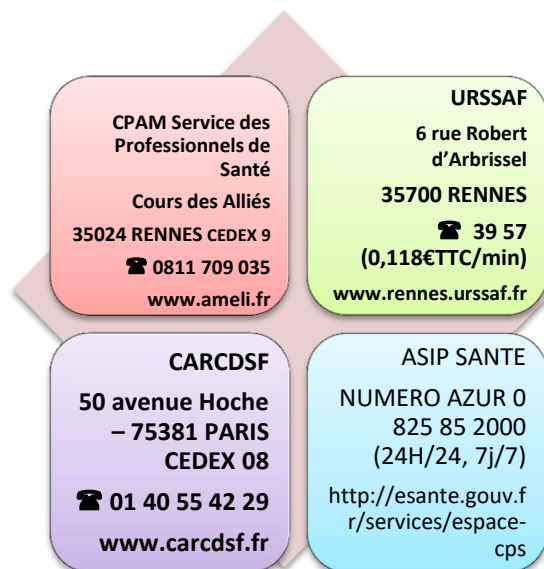 CPAM Service des
Professionnels de
Santé
Cours des Alliés
35024 RENNES CEDEX 9
☎ 0811 709 035
www.ameli.fr
URSSAF
6 rue Robert
d’Arbrissel
35700 RENNES
☎ 39 57
(0,118€TTC/min)
www.rennes.urssaf.fr
CARCDSF
50 avenue Hoche
– 75381 PARIS
CEDEX 08
☎ 01 40 55 42 29
www.carcdsf.fr
ASIP SANTE
NUMERO AZUR 0
825 85 2000
(24H/24, 7j/7)
http://esante.gouv.f
r/services/espace-
cps